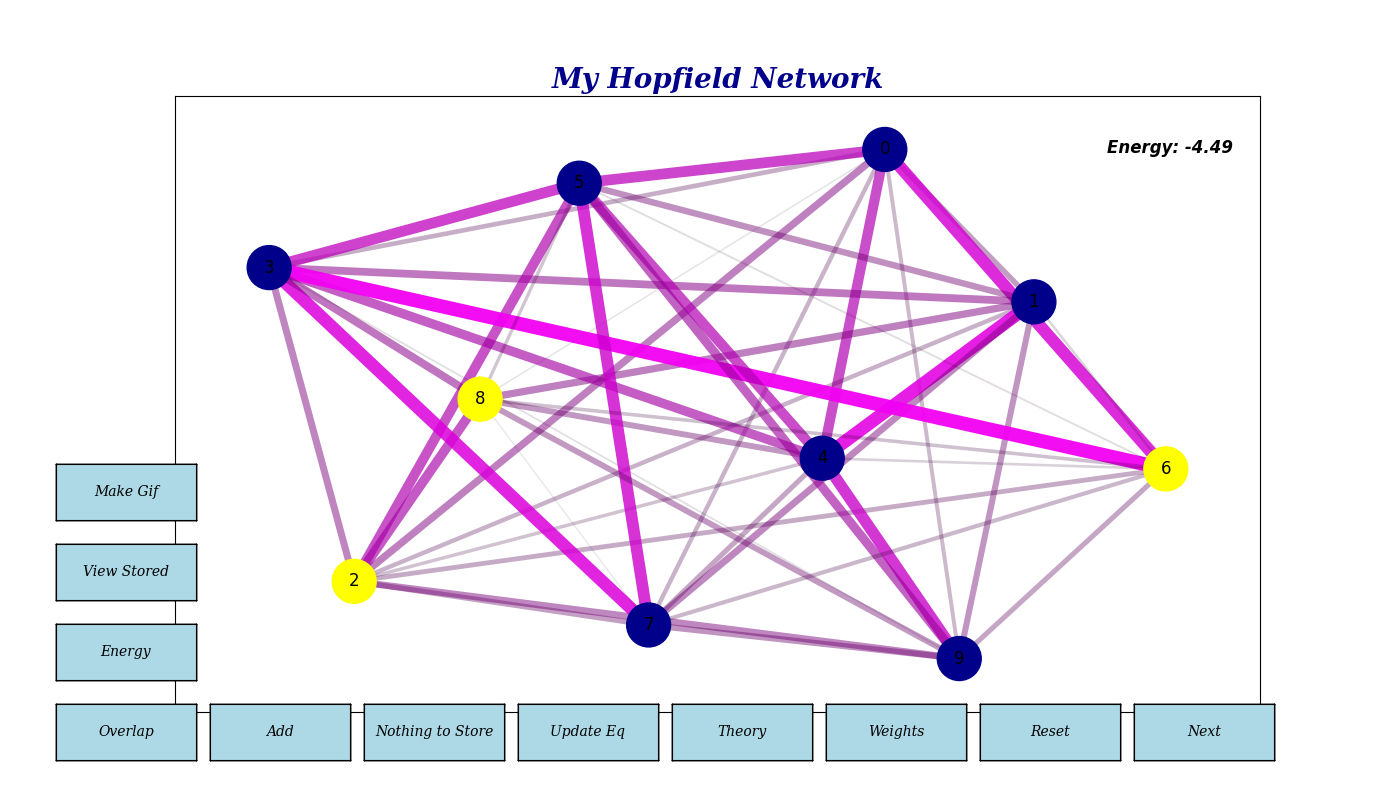 My Hopfield Network
Energy: -4.49
0
5
3
1
8
4
6
2
7
9
Make Gif
View Stored
Energy
Overlap
Add
Nothing to Store
Update Eq
Theory
Weights
Reset
Next